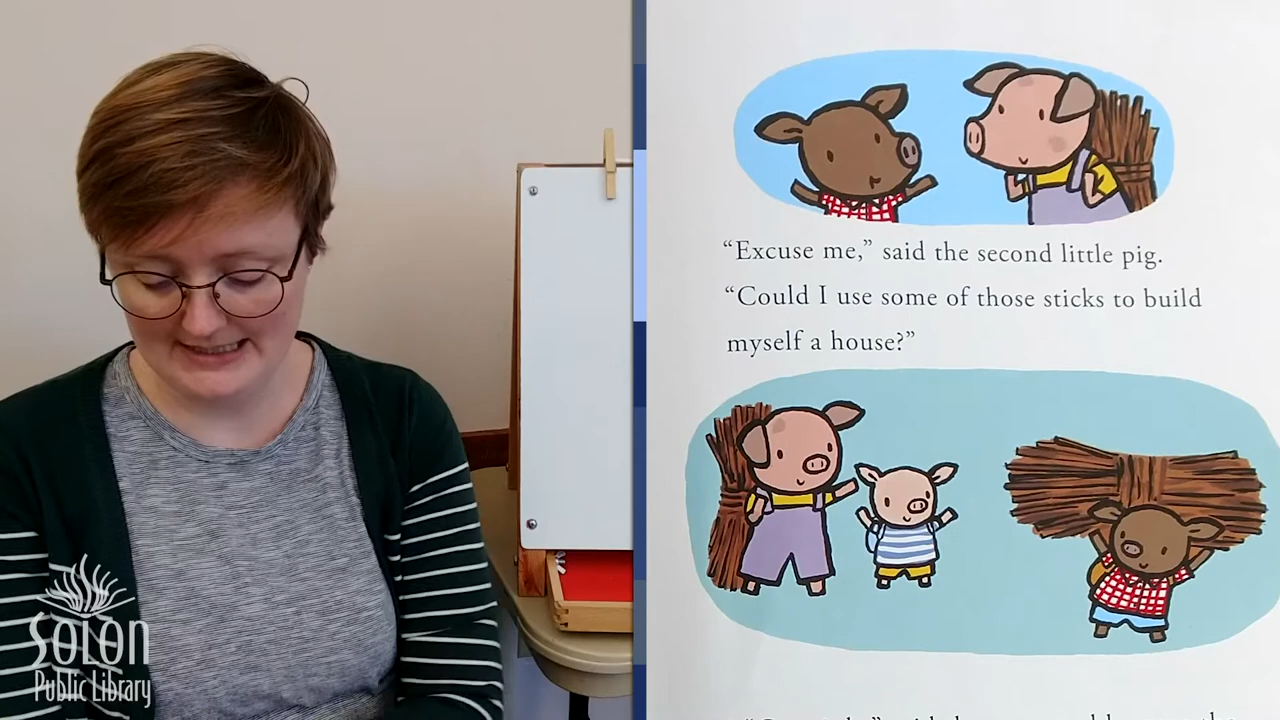 “Excuse me,” said the second little pig.
“Could I use some of those sticks to build
myself a house?”
SOLON
Public Library